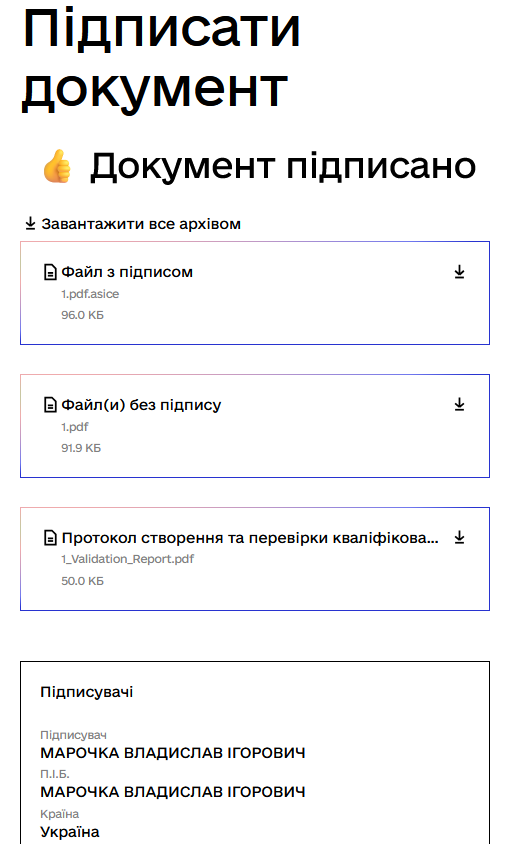 Підписати
документ
👍 Документ підписано
Завантажити все архівом
Файл з підписом
1.pdf.asice
96.0 КБ
Файл(и) без підпису
1.pdf
91.9 КБ
Протокол створення та перевірки кваліфікова...
1_Validation_Report.pdf
50.0 КБ
Підписувачі
Підписувач
МАРОЧКА ВЛАДИСЛАВ ІГОРОВИЧ
П.І.Б.
МАРОЧКА ВЛАДИСЛАВ ІГОРОВИЧ
Країна
Україна